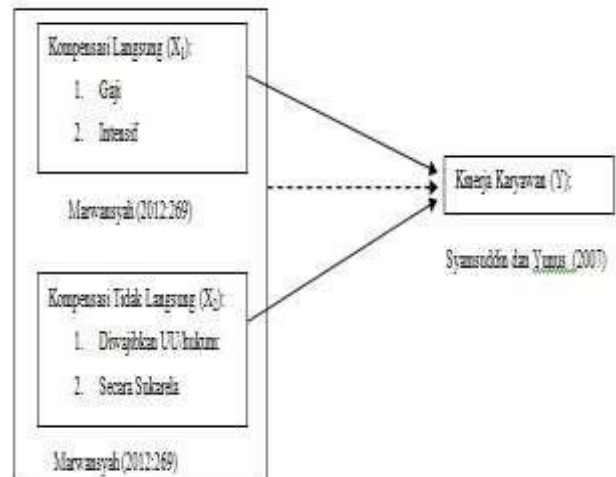 Kompensasi Langsung (X1):
1. Gaji
2. Intensif
Marwansyah (2012:269)
Kinerja Karyawan (Y):
Syamsuddin dan Yunus (2007)
Kompensasi Tidak Langsung (X2):
1. Diwajibkan UU/hukum
2. Secara Sukarela
Marwansyah (2012:269)